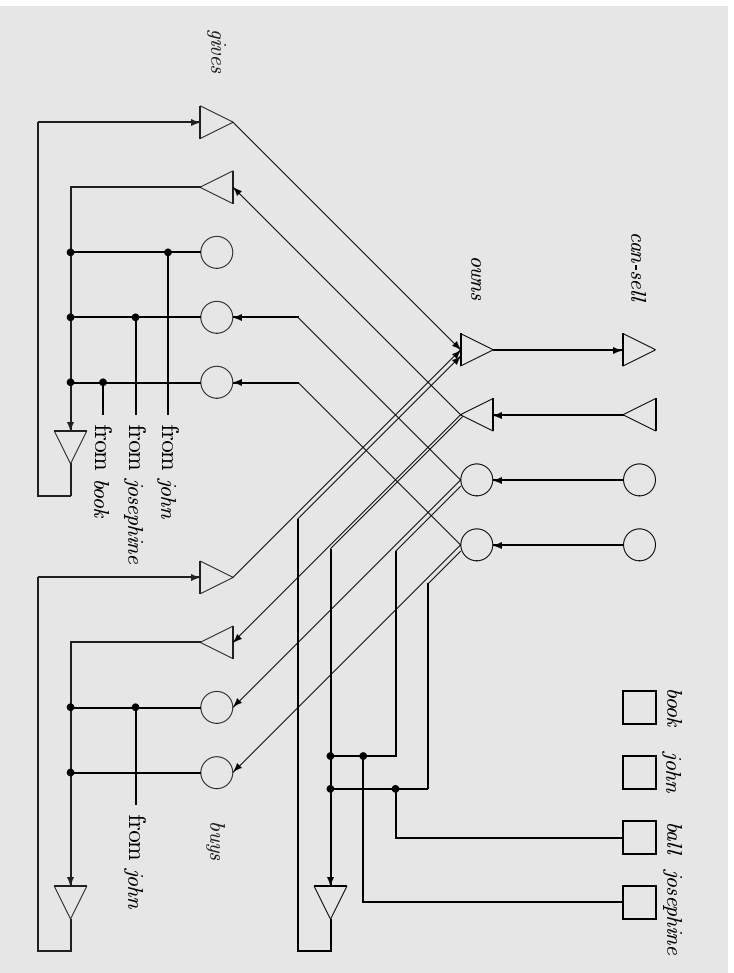 book
john
ball
josephine
can-sell
owns
gives
buys
from john
from josephine
from book
from john